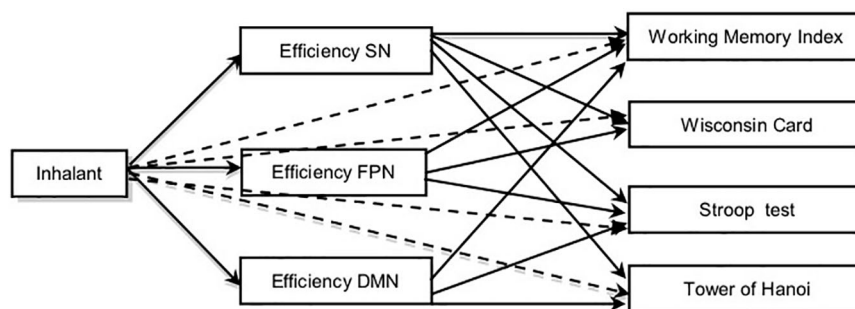 Efficiency SN
Working Memory Index
Wisconsin Card
Inhalant
Efficiency FPN
Stroop test
Efficiency DMN
Tower of Hanoi